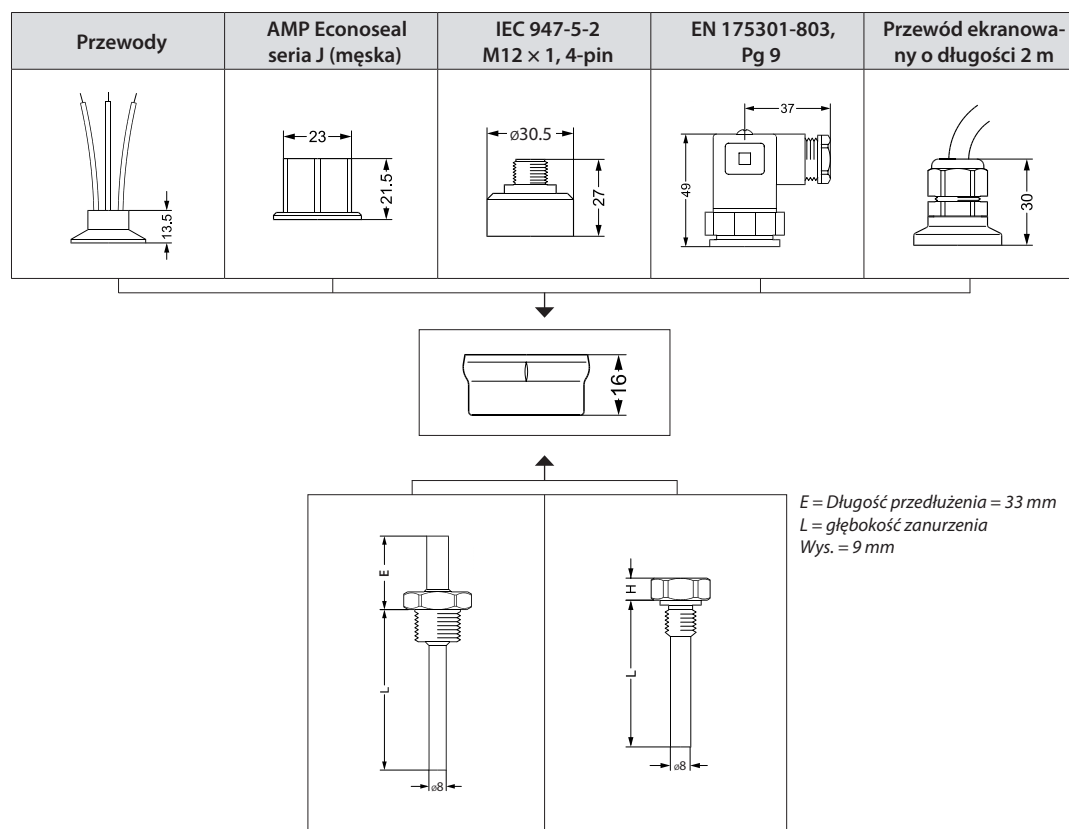 Przewody
AMP Econoseal
seria J (męska)
IEC 947-5-2
M12 × 1, 4-pin
EN 175301-803,
Pg 9
Przewód ekranowa-
ny o długości 2 m
13.5
23
21.5
ø30.5
27
37
49
30
16
E = Długość przedłużenia = 33 mm
L = głębokość zanurzenia
Wys. = 9 mm
E
L
ø8
H
L
ø8